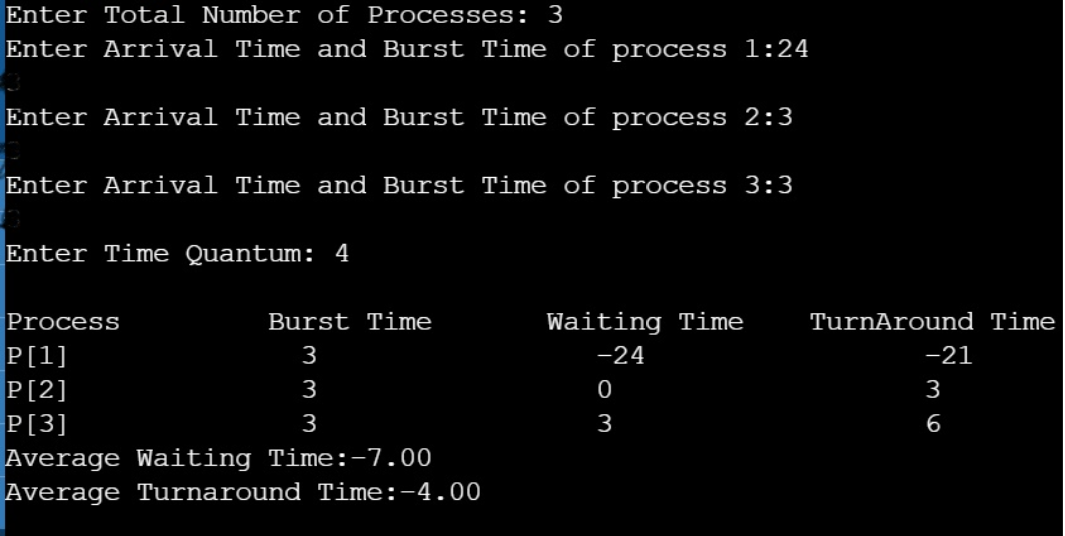 Enter Total Number of Processes: 3
Enter Arrival Time and Burst Time of process 1:24
Enter Arrival Time and Burst Time of process 2:3
Enter Arrival Time and Burst Time of process 3:3
Enter Time Quantum: 4
Process Burst Time Waiting Time TurnAround Time
P[1] 3 -24 -21
P[2] 3 0 3
P[3] 3 3 6
Average Waiting Time:-7.00
Average Turnaround Time:-4.00